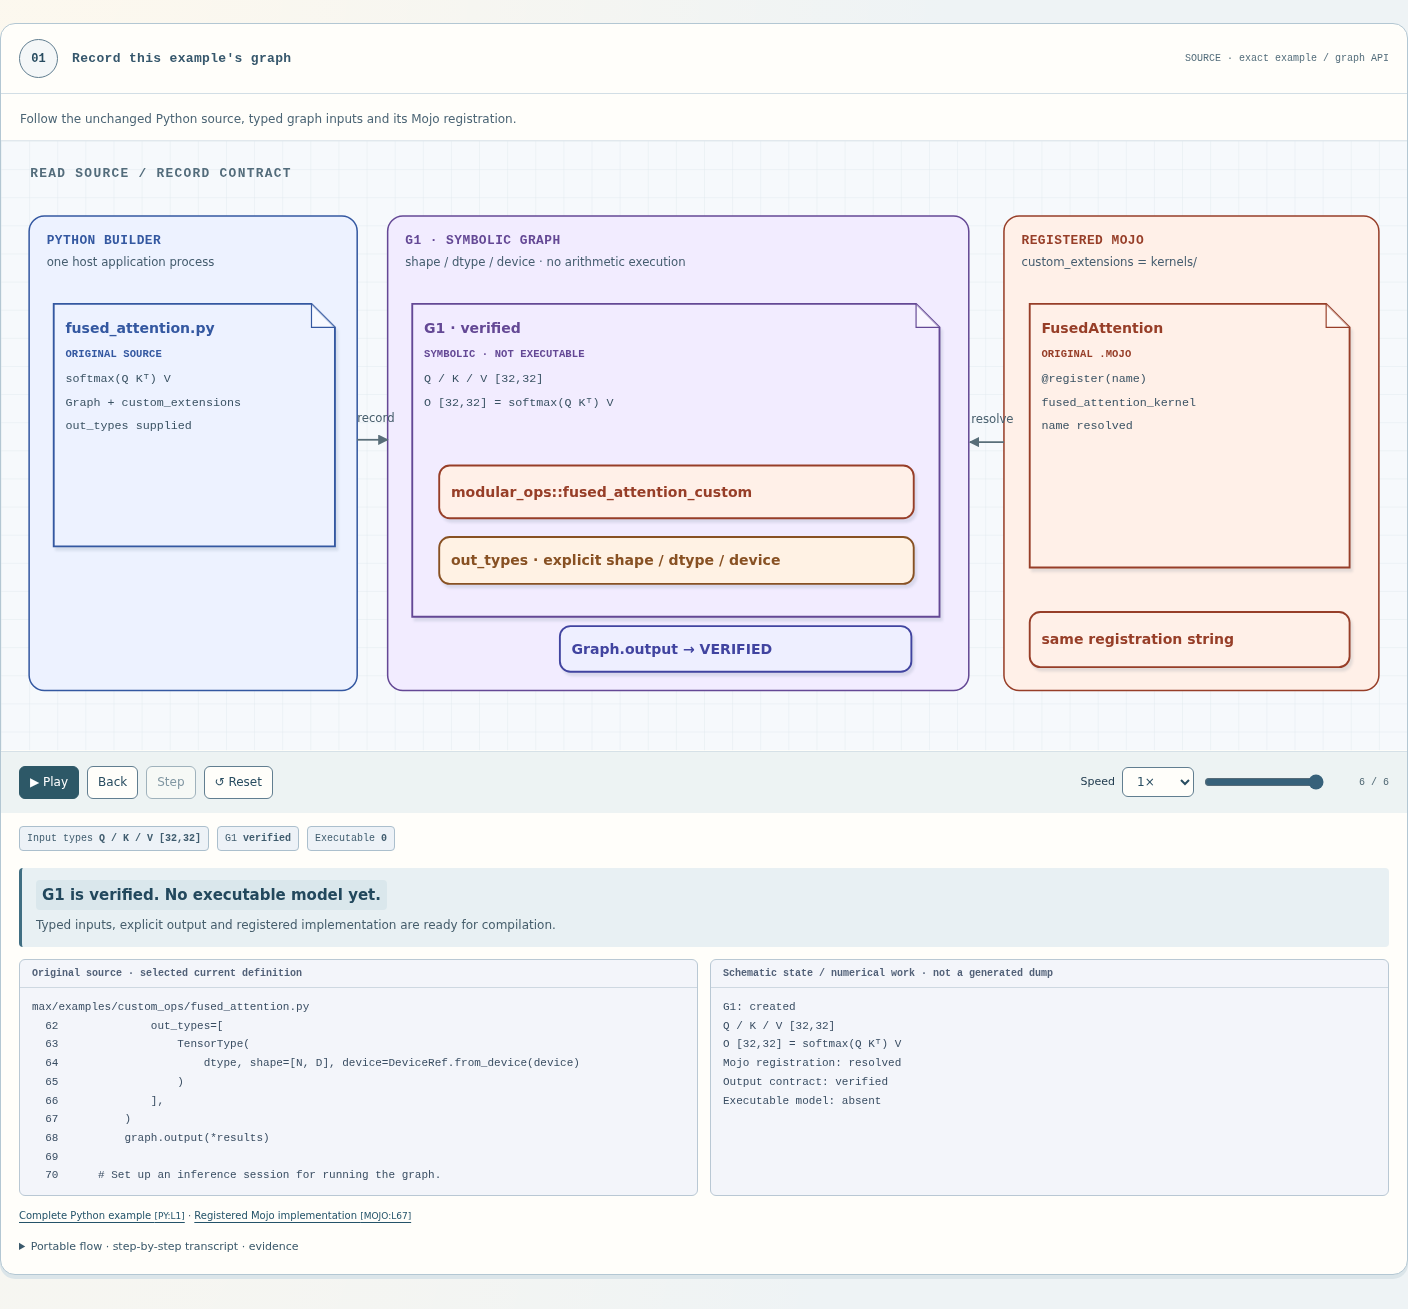 01
Record this example's graph
SOURCE · exact example / graph API
Follow the unchanged Python source, typed graph inputs and its Mojo registration.
READ SOURCE / RECORD CONTRACT
PYTHON BUILDER
one host application process
fused_attention.py
ORIGINAL SOURCE
softmax(Q Kᵀ) V
Graph + custom_extensions
out_types supplied
record
G1 · SYMBOLIC GRAPH
shape / dtype / device · no arithmetic execution
G1 · verified
SYMBOLIC · NOT EXECUTABLE
Q / K / V [32,32]
O [32,32] = softmax(Q Kᵀ) V
modular_ops::fused_attention_custom
out_types · explicit shape / dtype / device
Graph.output → VERIFIED
resolve
REGISTERED MOJO
custom_extensions = kernels/
FusedAttention
ORIGINAL .MOJO
@register(name)
fused_attention_kernel
name resolved
same registration string
▶ Play
Back
Step
↺ Reset
Speed
1×
6 / 6
Input types Q / K / V [32,32]
G1 verified
Executable 0
G1 is verified. No executable model yet.
Typed inputs, explicit output and registered implementation are ready for compilation.
Original source · selected current definition
max/examples/custom_ops/fused_attention.py
62              out_types=[
63                  TensorType(
64                      dtype, shape=[N, D], device=DeviceRef.from_device(device)
65                  )
66              ],
67          )
68          graph.output(*results)
69
70      # Set up an inference session for running the graph.
Schematic state / numerical work · not a generated dump
G1: created
Q / K / V [32,32]
O [32,32] = softmax(Q Kᵀ) V
Mojo registration: resolved
Output contract: verified
Executable model: absent
Complete Python example [PY:L1] · Registered Mojo implementation [MOJO:L67]
▶ Portable flow · step-by-step transcript · evidence